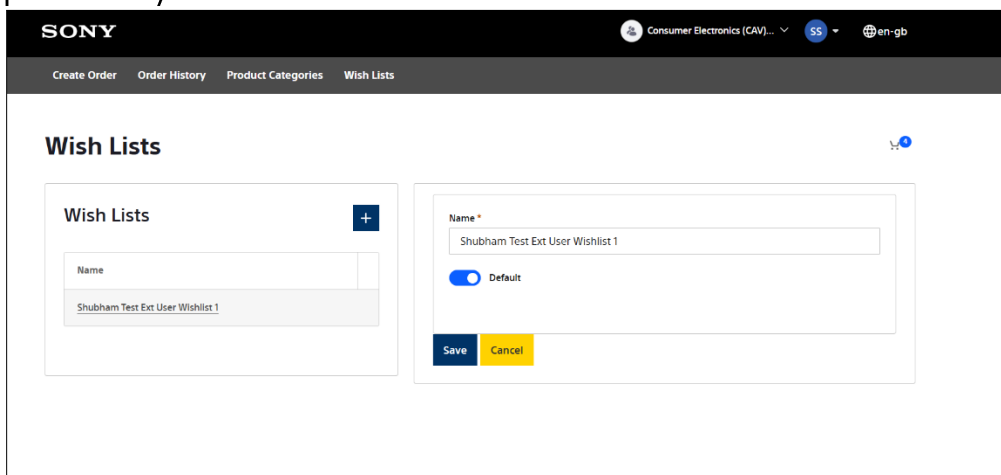 SONY
Consumer Electronics (CAV)...
SS
en-gb
Create Order Order History Product Categories Wish Lists
Wish Lists
4
Wish Lists
+
Name
Shubham Test Ext User Wishlist 1
Name *
Shubham Test Ext User Wishlist 1
Default
Save Cancel